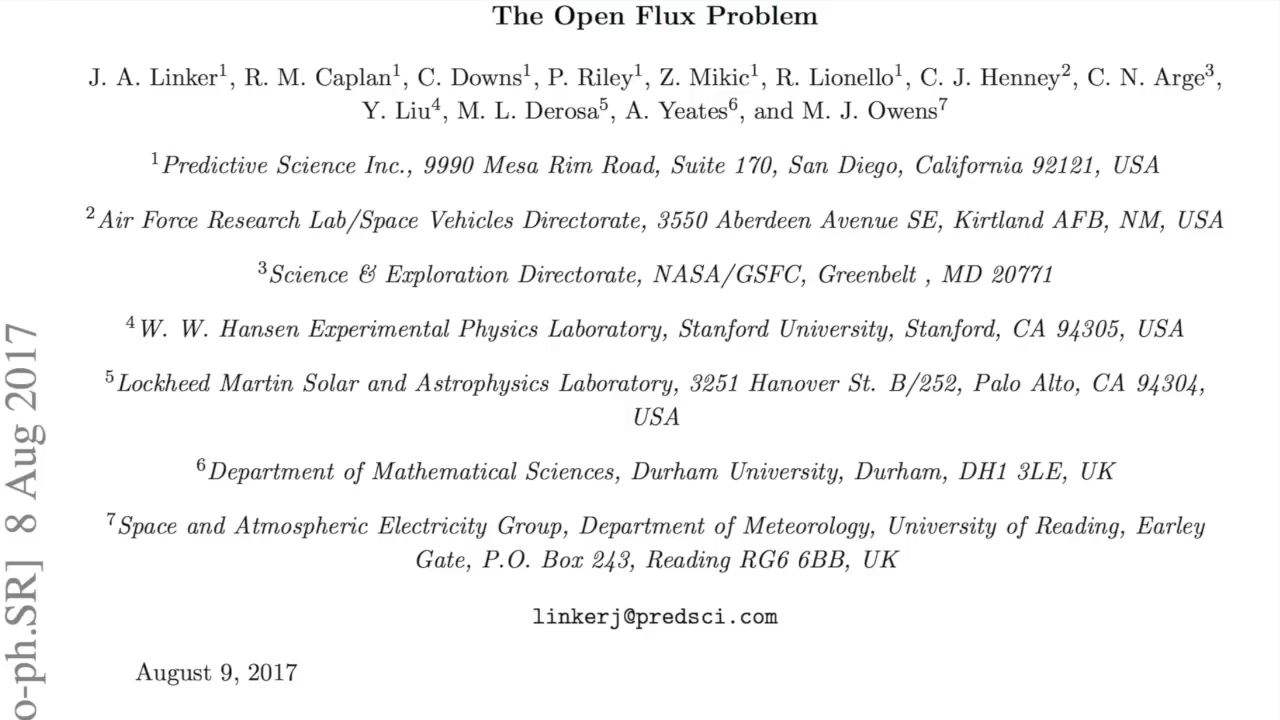 The Open Flux Problem
J. A. Linker1, R. M. Caplan1, C. Downs1, P. Riley1, Z. Mikic1, R. Lionello1, C. J. Henney2, C. N. Arge3,
Y. Liu4, M. L. Derosa5, A. Yeates6, and M. J. Owens7
1Predictive Science Inc., 9990 Mesa Rim Road, Suite 170, San Diego, California 92121, USA
2Air Force Research Lab/Space Vehicles Directorate, 3550 Aberdeen Avenue SE, Kirtland AFB, NM, USA
3Science & Exploration Directorate, NASA/GSFC, Greenbelt , MD 20771
4W. W. Hansen Experimental Physics Laboratory, Stanford University, Stanford, CA 94305, USA
5Lockheed Martin Solar and Astrophysics Laboratory, 3251 Hanover St. B/252, Palo Alto, CA 94304,
USA
6Department of Mathematical Sciences, Durham University, Durham, DH1 3LE, UK
7Space and Atmospheric Electricity Group, Department of Meteorology, University of Reading, Earley
Gate, P.O. Box 243, Reading RG6 6BB, UK
linkerj@predsci.com
August 9, 2017
o-ph.SR] 8 Aug 2017